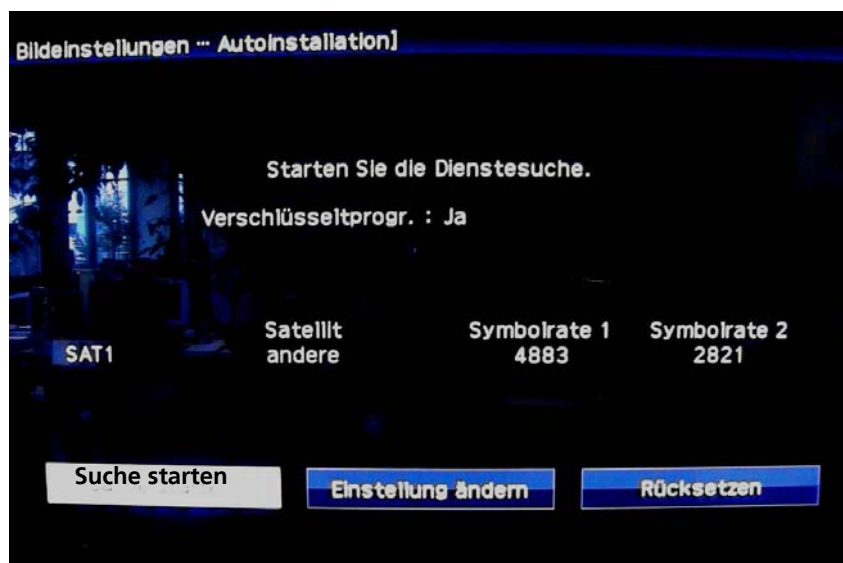 Bildeinstellungen ··· Autoinstallation]
Starten Sie die Dienstesuche.
Verschlüsseltprogr. : Ja
Satellit Symbolrate 1 Symbolrate 2
SAT1 andere 4883 2821
Suche starten Einstellung ändern Rücksetzen